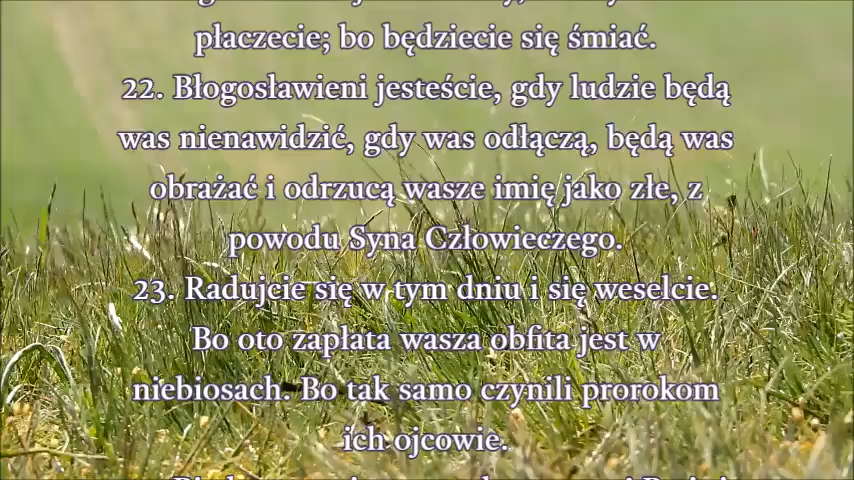 płaczecie; bo będziecie się śmiać.
22. Błogosławieni jesteście, gdy ludzie będą
was nienawidzić, gdy was odłączą, będą was
obrażać i odrzucą wasze imię jako złe, z
powodu Syna Człowieczego.
23. Radujcie się w tym dniu i się weselcie.
Bo oto zapłata wasza obfita jest w
niebiosach. Bo tak samo czynili prorokom
ich ojcowie.